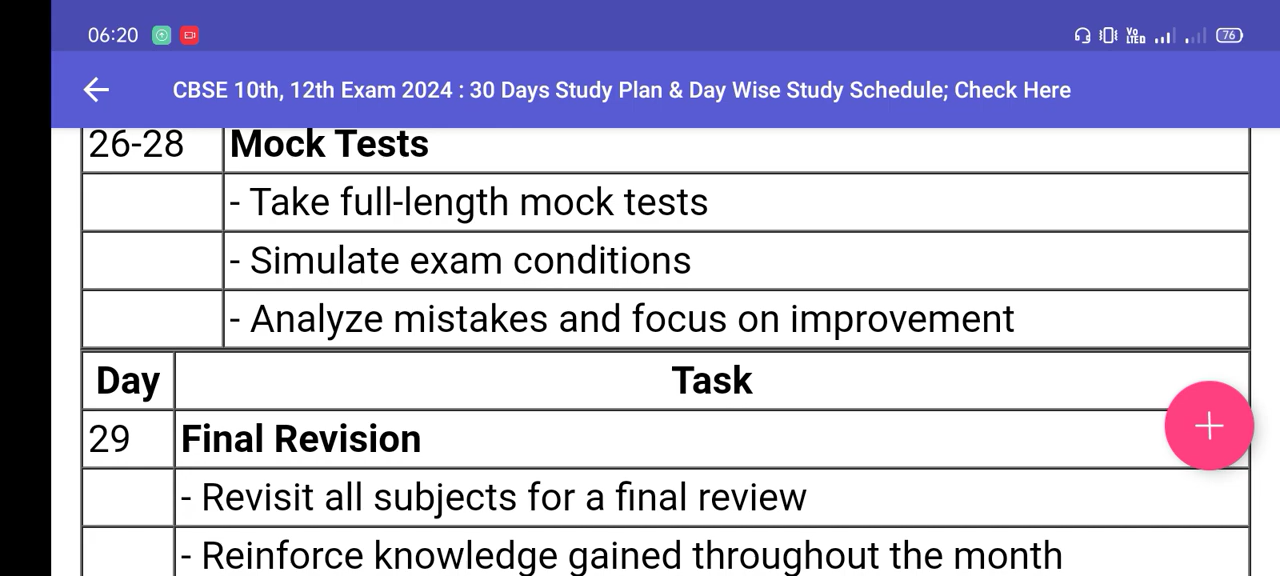 06:20
Vo LTED
76
CBSE 10th, 12th Exam 2024 : 30 Days Study Plan & Day Wise Study Schedule; Check Here
26-28 Mock Tests
- Take full-length mock tests
- Simulate exam conditions
- Analyze mistakes and focus on improvement
Day Task
29 Final Revision
- Revisit all subjects for a final review
- Reinforce knowledge gained throughout the month